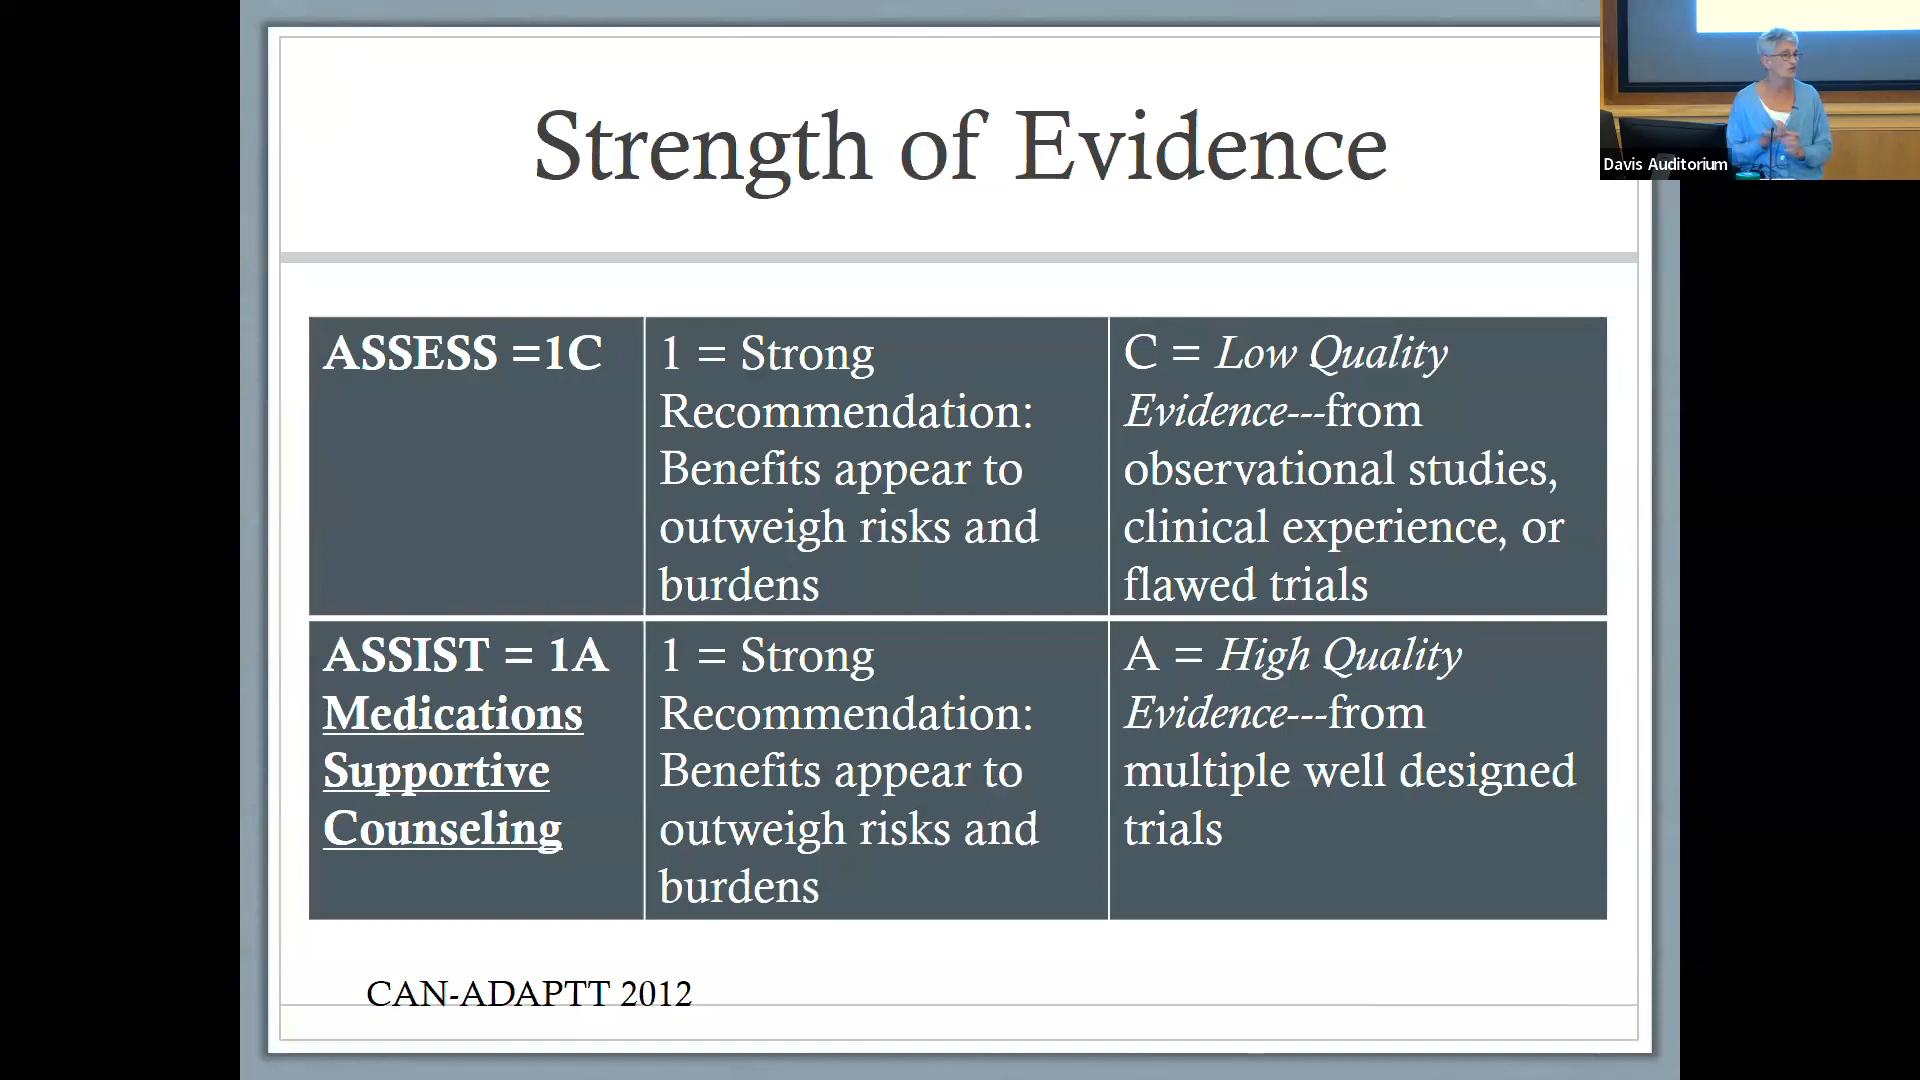 Strength of Evidence
Davis Auditorium
ASSESS =1C
1 = Strong
Recommendation:
Benefits appear to
outweigh risks and
burdens
C = Low Quality
Evidence---from
observational studies,
clinical experience, or
flawed trials
ASSIST = 1A
Medications
Supportive
Counseling
1 = Strong
Recommendation:
Benefits appear to
outweigh risks and
burdens
A = High Quality
Evidence---from
multiple well designed
trials
CAN-ADAPTT 2012